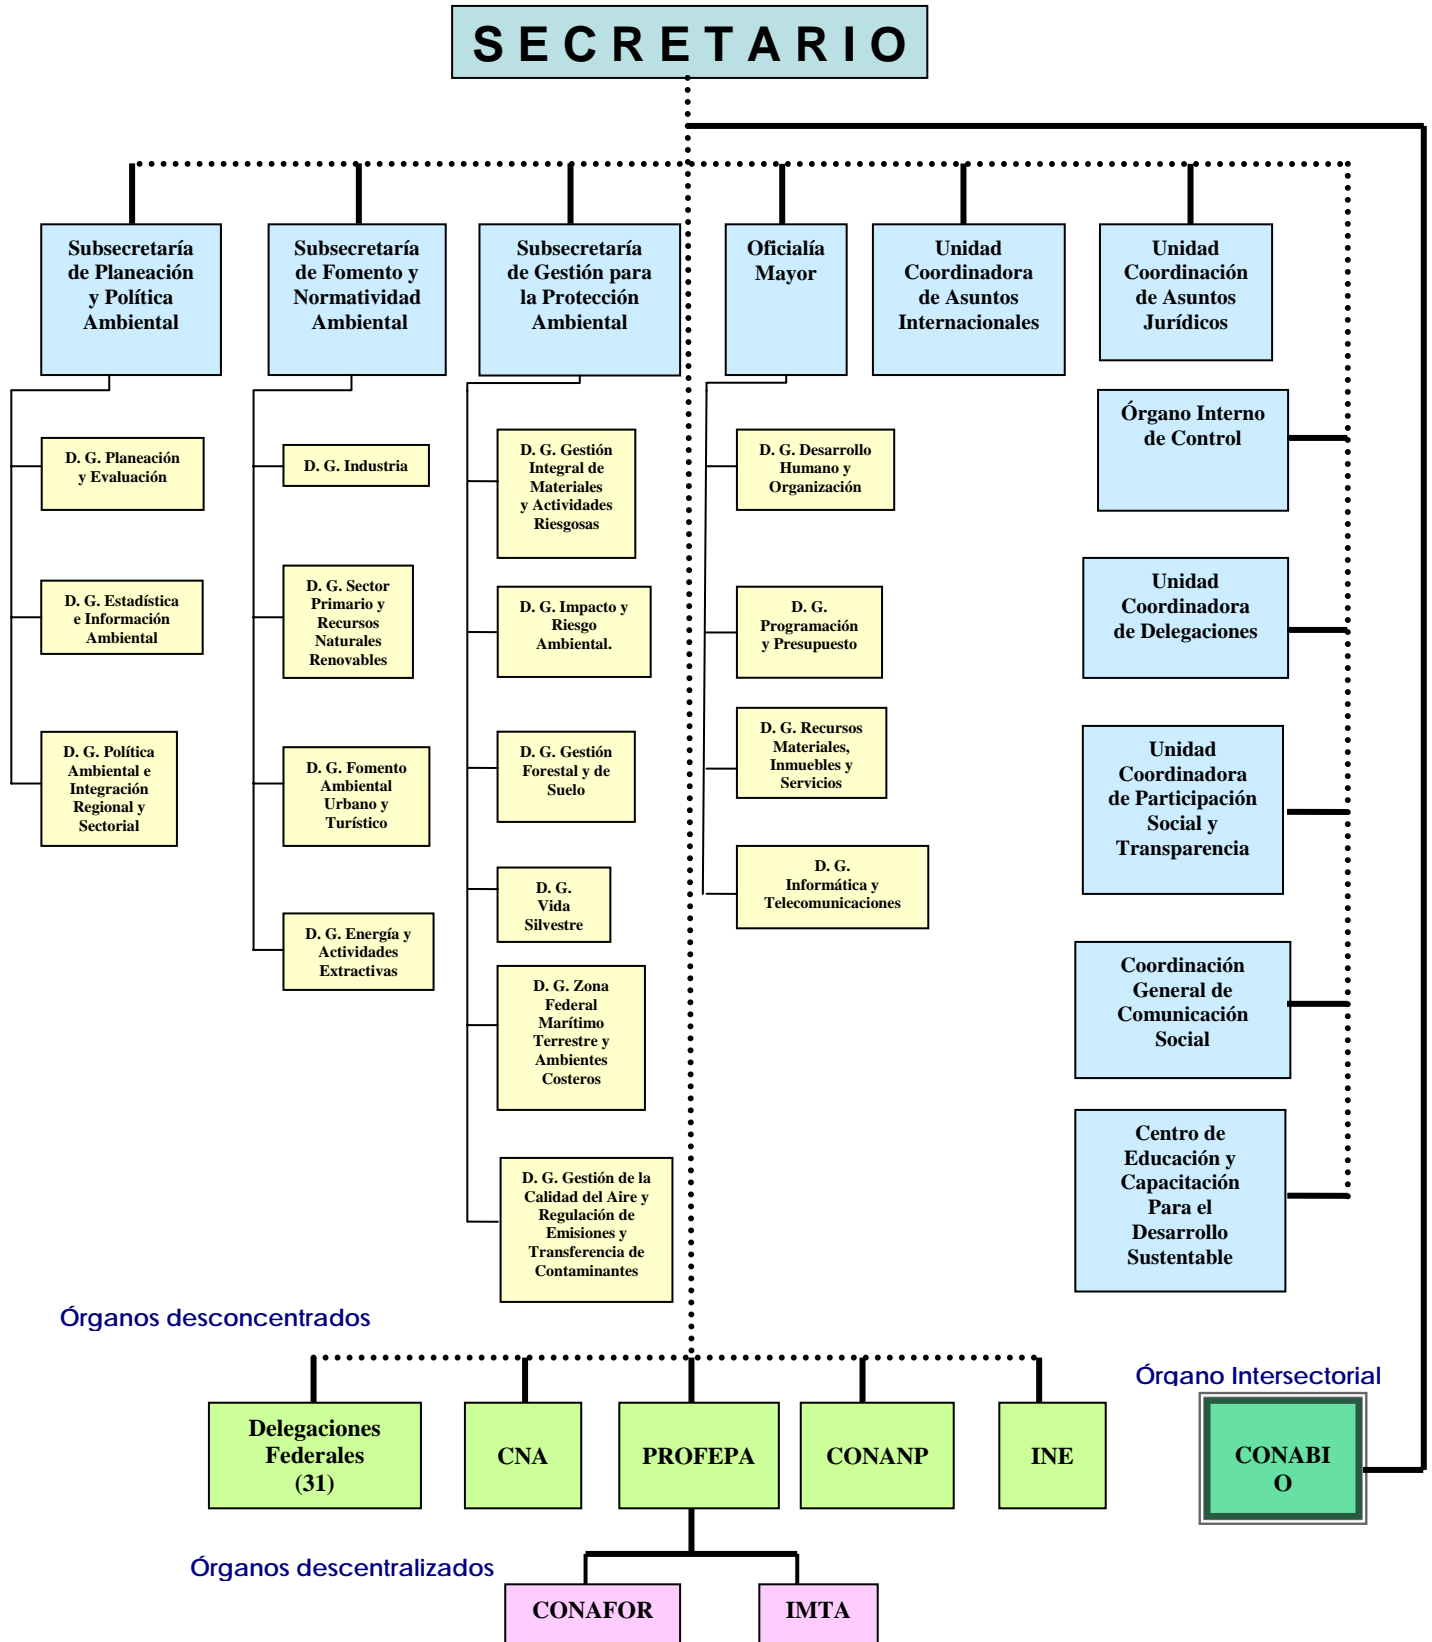 S E C R E T A R I O
Subsecretaría
de Planeación
y Política
Ambiental
Subsecretaría
de Fomento y
Normatividad
Ambiental
Subsecretaría
de Gestión para
la Protección
Ambiental
Oficialía
Mayor
Unidad
Coordinadora
de Asuntos
Internacionales
Unidad
Coordinación
de Asuntos
Jurídicos
D. G. Planeación
y Evaluación
D. G. Estadística
e Información
Ambiental
D. G. Política
Ambiental e
Integración
Regional y
Sectorial
D. G. Industria
D. G. Sector
Primario y
Recursos
Naturales
Renovables
D. G. Fomento
Ambiental
Urbano y
Turístico
D. G. Energía y
Actividades
Extractivas
D. G. Gestión
Integral de
Materiales
y Actividades
Riesgosas
D. G. Impacto y
Riesgo
Ambiental.
D. G. Gestión
Forestal y de
Suelo
D. G.
Vida
Silvestre
D. G. Zona
Federal
Marítimo
Terrestre y
Ambientes
Costeros
D. G. Gestión de la
Calidad del Aire y
Regulación de
Emisiones y
Transferencia de
Contaminantes
D. G. Desarrollo
Humano y
Organización
D. G.
Programación
y Presupuesto
D. G. Recursos
Materiales,
Inmuebles y
Servicios
D. G.
Informática y
Telecomunicaciones
Órgano Interno
de Control
Unidad
Coordinadora
de Delegaciones
Unidad
Coordinadora
de Participación
Social y
Transparencia
Coordinación
General de
Comunicación
Social
Centro de
Educación y
Capacitación
Para el
Desarrollo
Sustentable
Órganos desconcentrados
Delegaciones
Federales
(31)
CNA
PROFEPA
CONANP
INE
Órgano Intersectorial
CONABI
O
Órganos descentralizados
CONAFOR
IMTA